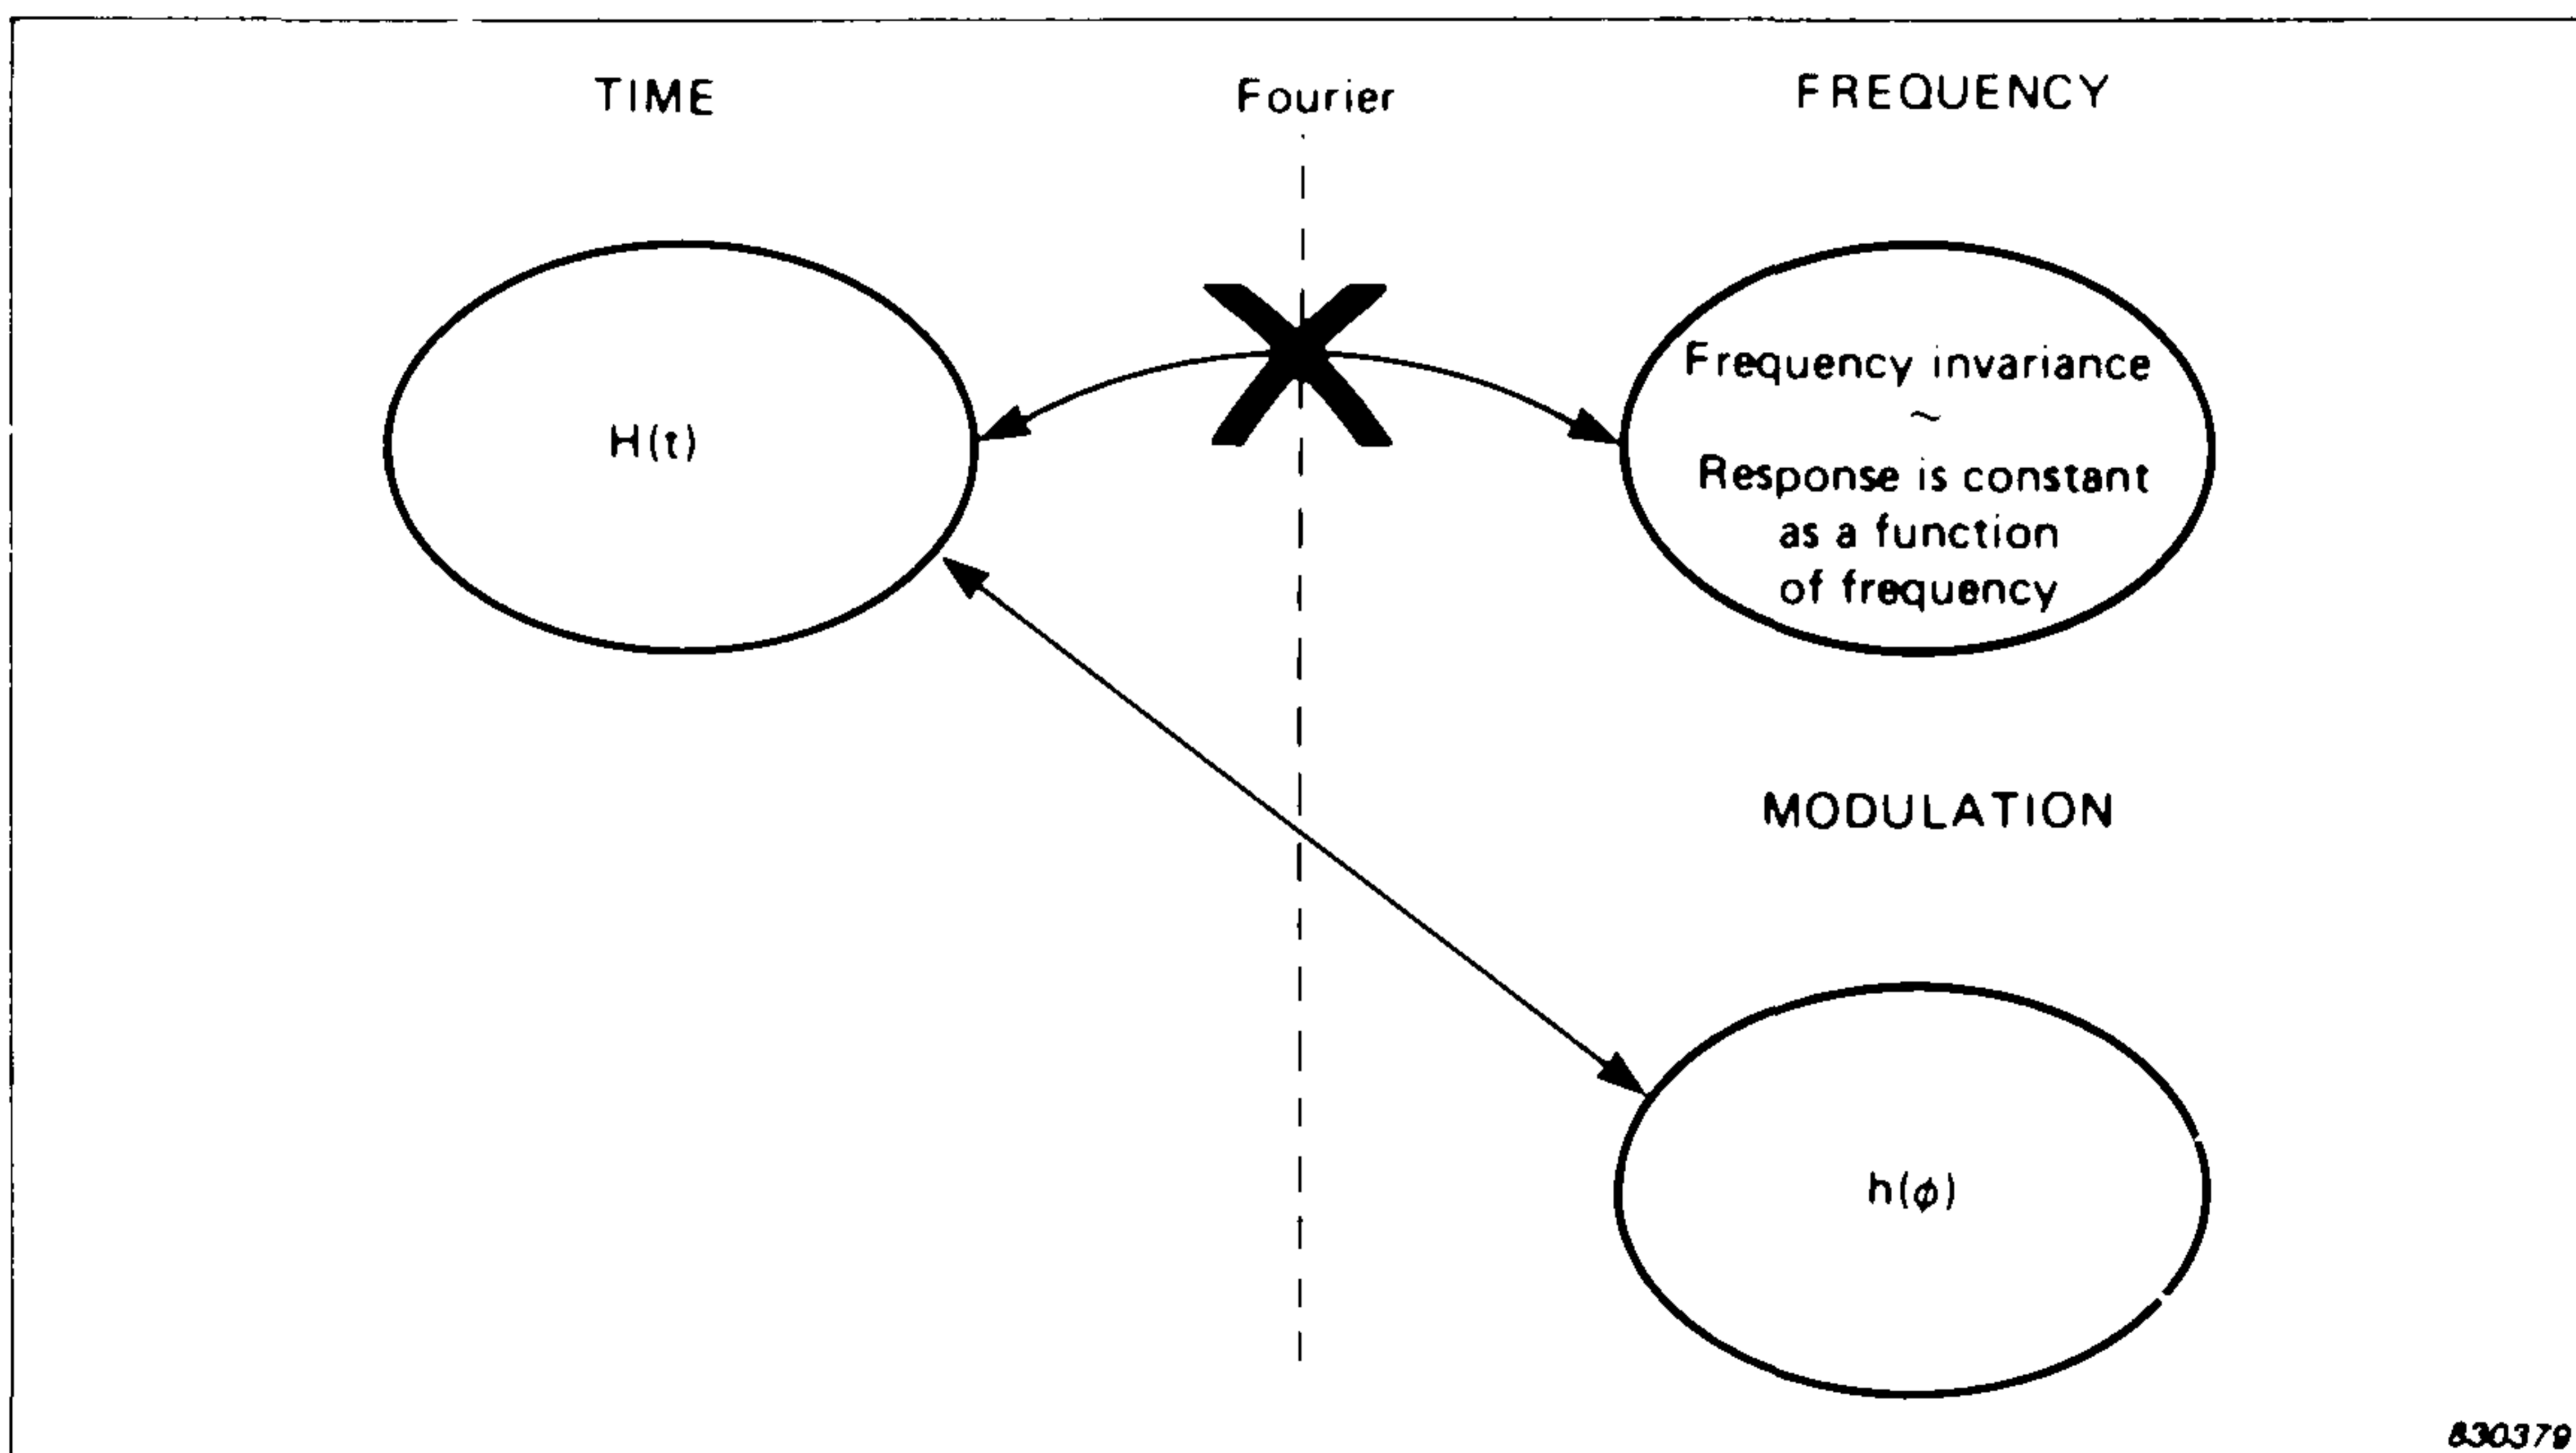 TIME
Fourier
FREQUENCY
H(t)
Frequency invariance
~
Response is constant
as a function
of frequency
MODULATION
h(ϕ)
830379